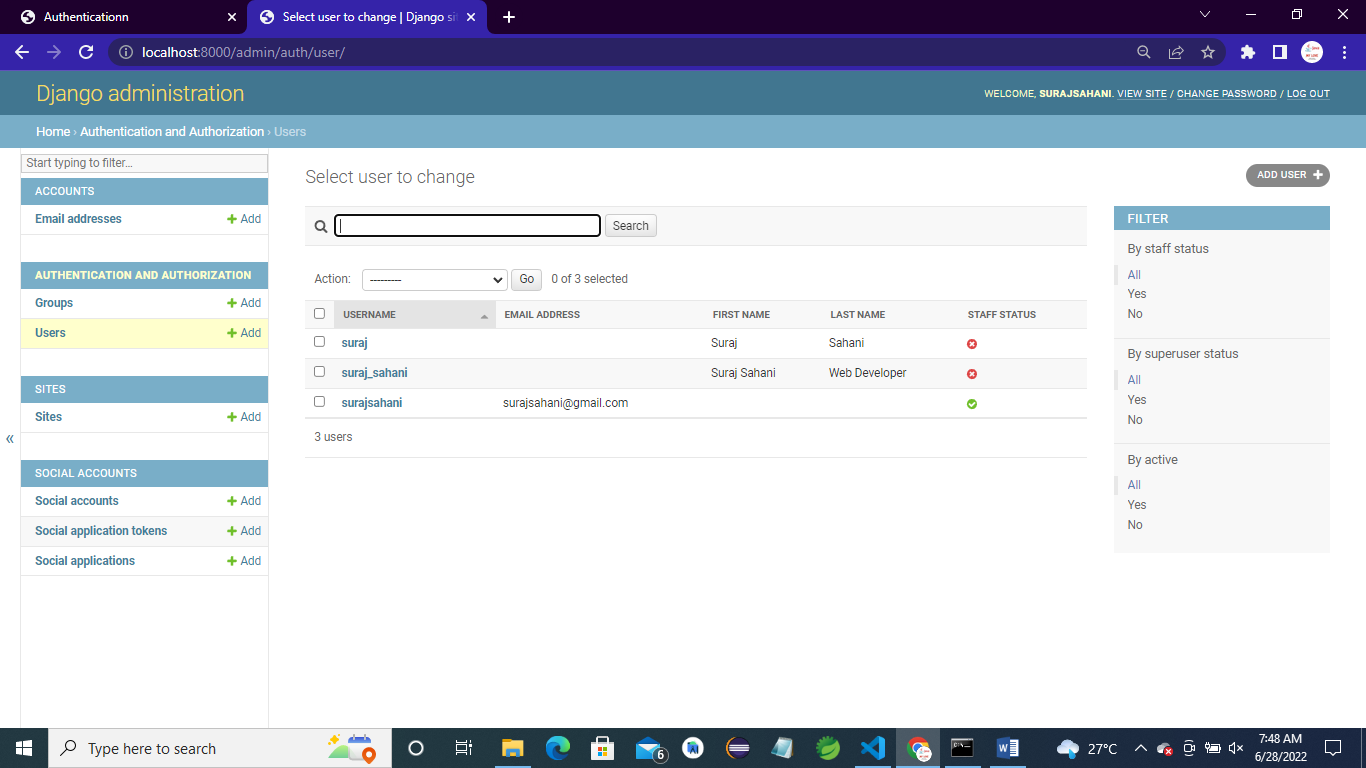 Authenticationn
Select user to change | Django sit
localhost:8000/admin/auth/user/
Django administration
WELCOME, SURAJSAHANI. VIEW SITE / CHANGE PASSWORD / LOG OUT
Home › Authentication and Authorization › Users
Start typing to filter...
ACCOUNTS
Email addresses + Add
AUTHENTICATION AND AUTHORIZATION
Groups + Add
Users + Add
SITES
Sites + Add
SOCIAL ACCOUNTS
Social accounts + Add
Social application tokens + Add
Social applications + Add
«
Select user to change
ADD USER +
Search
Action: --------- Go 0 of 3 selected
USERNAME EMAIL ADDRESS FIRST NAME LAST NAME STAFF STATUS
suraj Suraj Sahani
suraj_sahani Suraj Sahani Web Developer
surajsahani surajsahani@gmail.com
3 users
FILTER
By staff status
All
Yes
No
By superuser status
All
Yes
No
By active
All
Yes
No
Type here to search
6
27°C
7:48 AM
6/28/2022